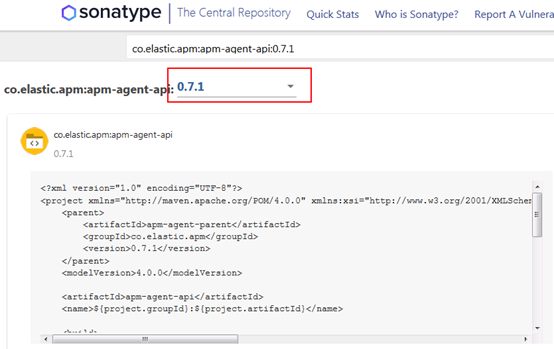 sonatype The Central Repository Quick Stats Who is Sonatype? Report A Vulnera
co.elastic.apm:apm-agent-api:0.7.1
co.elastic.apm:apm-agent-api: 0.7.1
co.elastic.apm:apm-agent-api
0.7.1
<?xml version="1.0" encoding="UTF-8"?>
<project xmlns="http://maven.apache.org/POM/4.0.0" xmlns:xsi="http://www.w3.org/2001/XMLSchem
<parent>
<artifactId>apm-agent-parent</artifactId>
<groupId>co.elastic.apm</groupId>
<version>0.7.1</version>
</parent>
<modelVersion>4.0.0</modelVersion>
<artifactId>apm-agent-api</artifactId>
<name>${project.groupId}:${project.artifactId}</name>
<build>